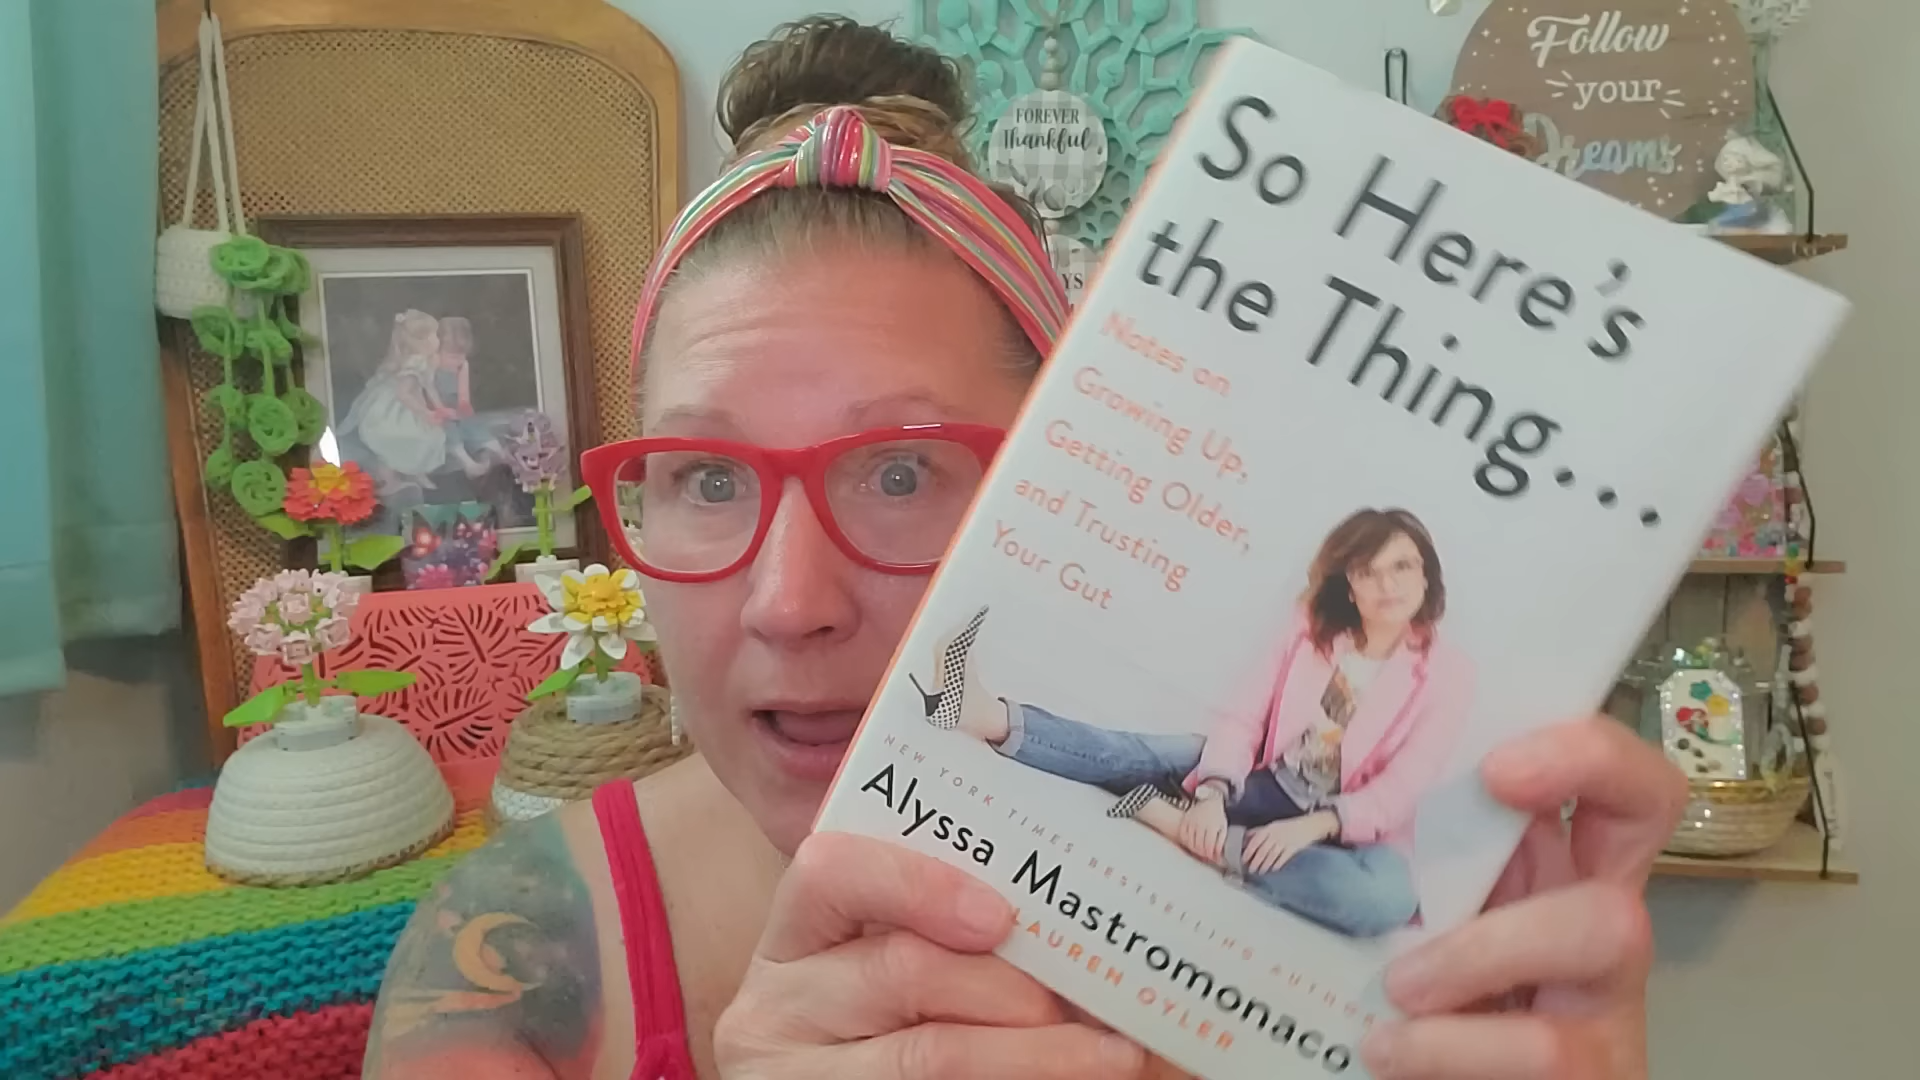 FOREVER
Thankful
Follow
your
Dreams
So Here's
the Thing...
Notes on
Growing Up,
Getting Older,
and Trusting
Your Gut
NEW YORK TIMES BESTSELLING AUTHOR
Alyssa Mastromonaco
LAUREN OYLER